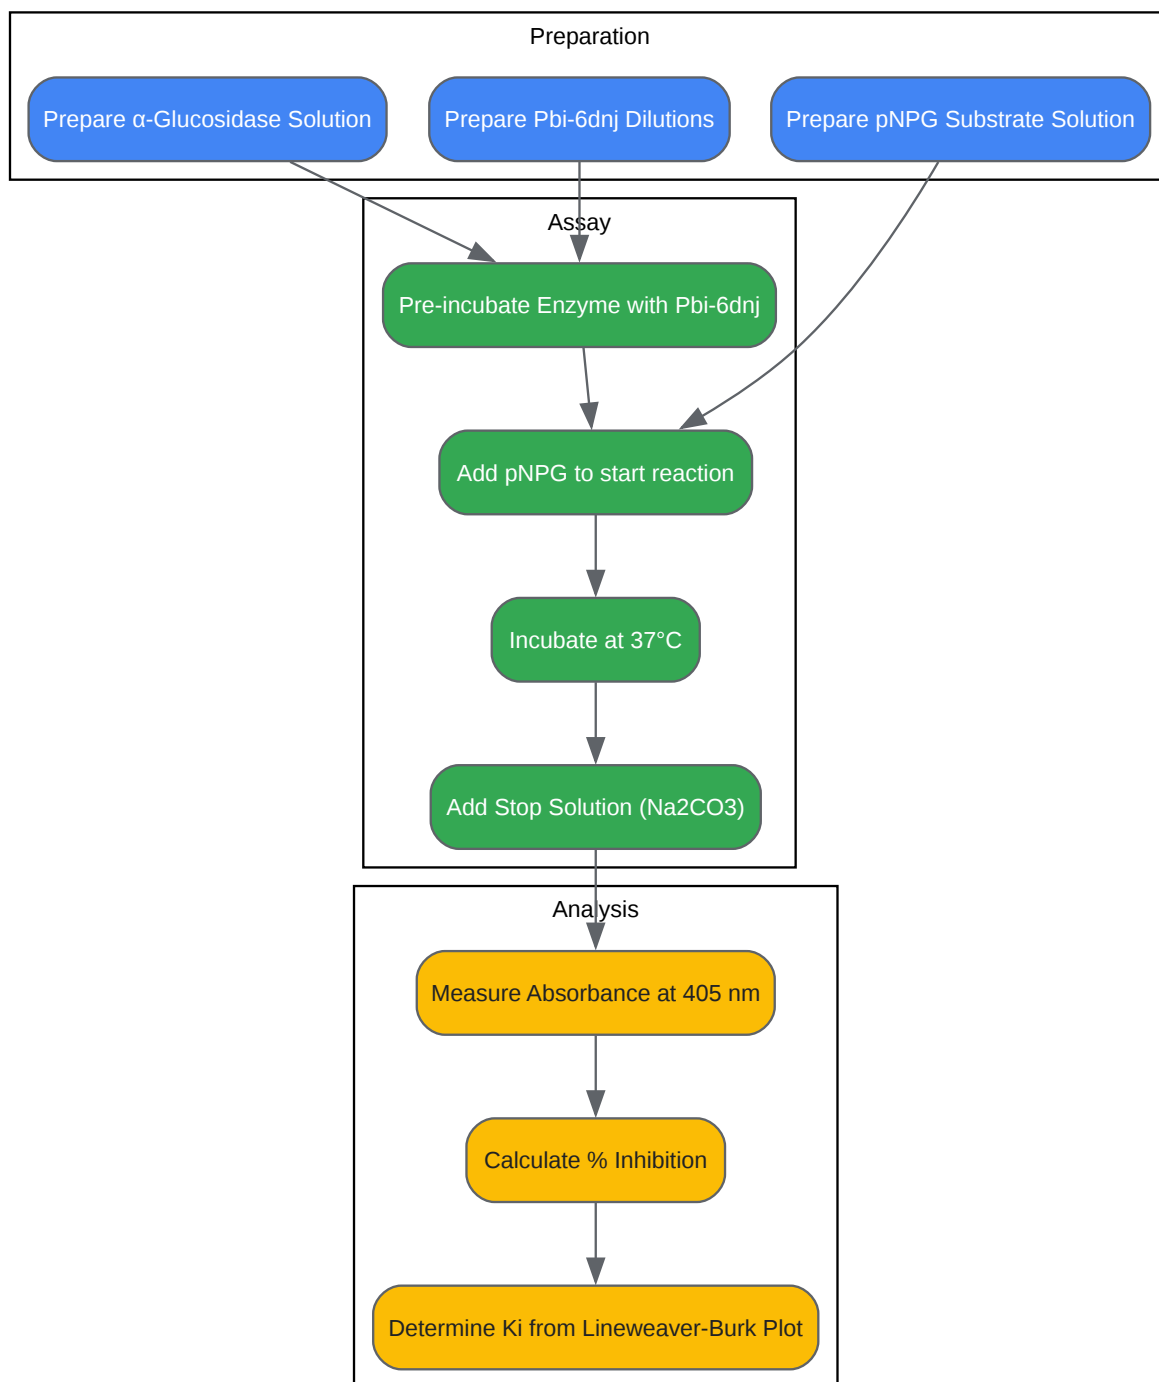 Preparation
Prepare α-Glucosidase Solution
Prepare Pbi-6dnj Dilutions
Prepare pNPG Substrate Solution
Assay
Pre-incubate Enzyme with Pbi-6dnj
Add pNPG to start reaction
Incubate at 37°C
Add Stop Solution (Na2CO3)
Analysis
Measure Absorbance at 405 nm
Calculate % Inhibition
Determine Ki from Lineweaver-Burk Plot